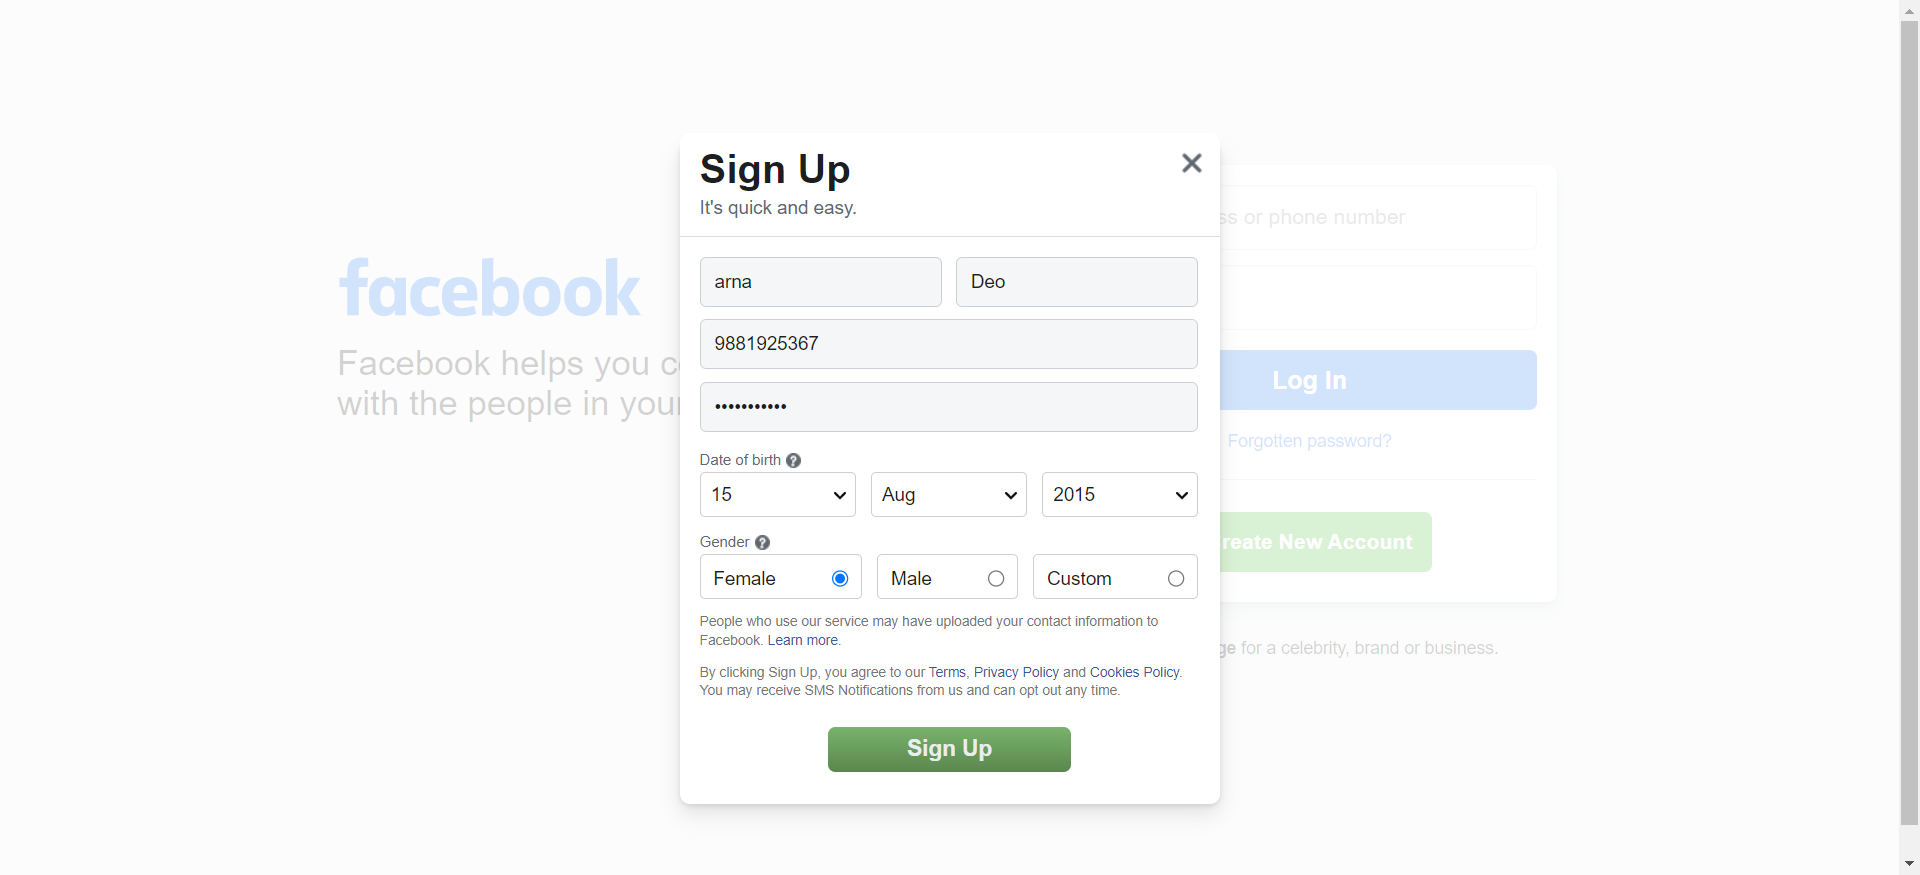 Sign Up
It's quick and easy.
arna Deo
9881925367
•••••••••••
Date of birth ?
15 Aug 2015
Gender ?
Female Male Custom
People who use our service may have uploaded your contact information to
Facebook. Learn more.
By clicking Sign Up, you agree to our Terms, Privacy Policy and Cookies Policy.
You may receive SMS Notifications from us and can opt out any time.
Sign Up
facebook
Facebook helps you
with the people in
or phone number
Log In
Forgotten password?
New Account
for a celebrity, brand or business.